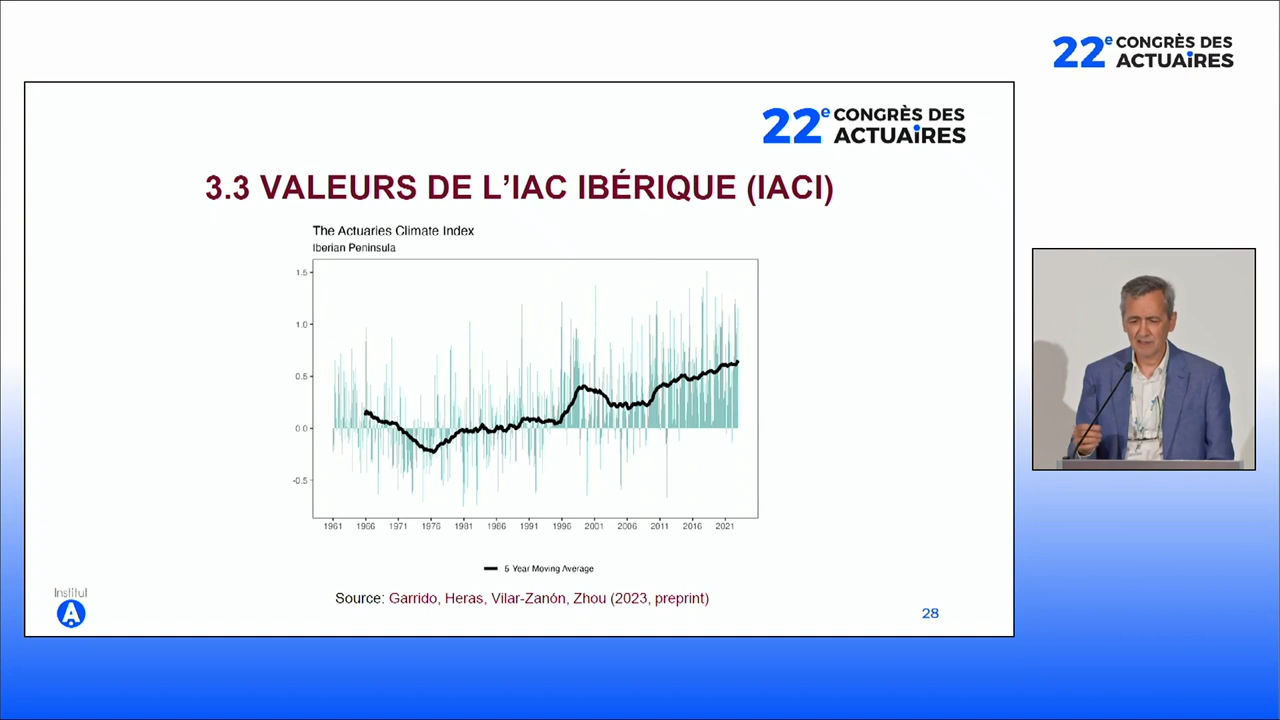 22e CONGRÈS DES
ACTUAiRES
22e CONGRÈS DES
ACTUAiRES
3.3 VALEURS DE L'IAC IBÉRIQUE (IACI)
The Actuaries Climate Index
Iberian Peninsula
1.5
1.0
0.5
0.0
-0.5
1961 1966 1971 1976 1981 1986 1991 1996 2001 2006 2011 2016 2021
5 Year Moving Average
Source: Garrido, Heras, Vilar-Zanón, Zhou (2023, preprint)
Institut
A
28